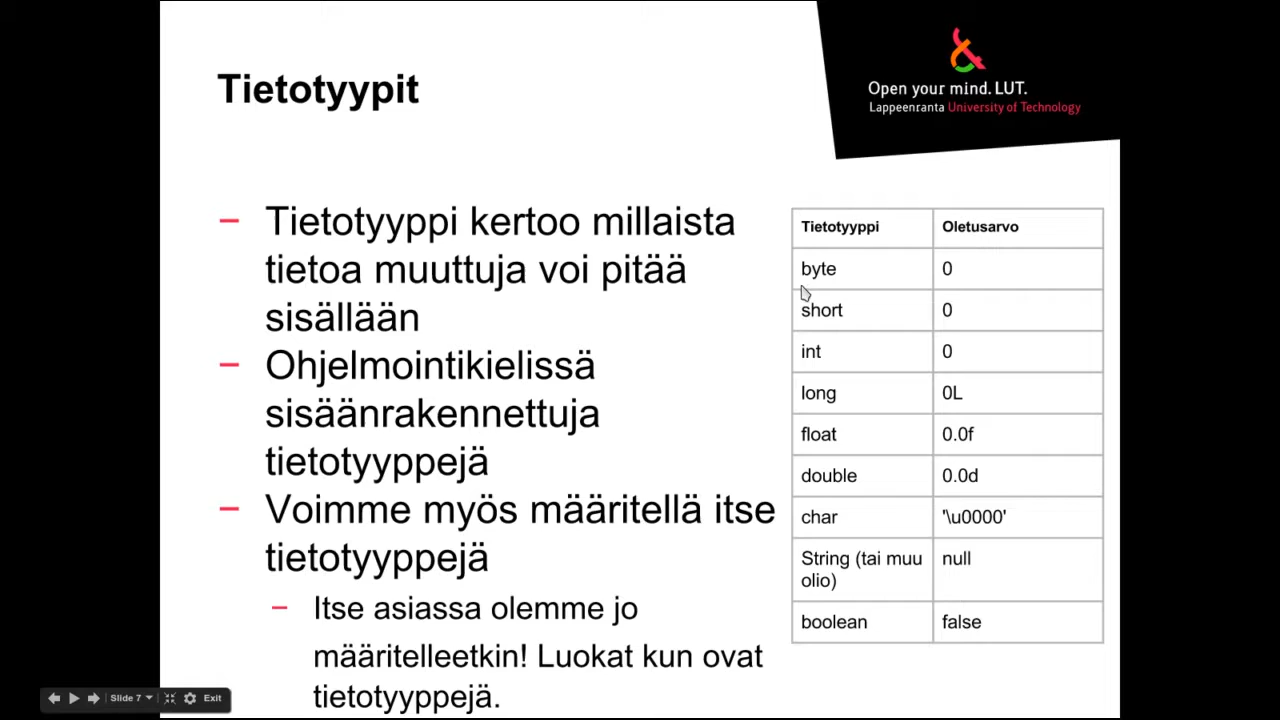 Tietotyypit
Open your mind. LUT.
Lappeenranta University of Technology
– Tietotyyppi kertoo millaista
tietoa muuttuja voi pitää
sisällään
– Ohjelmointikielissä
sisäänrakennettuja
tietotyyppejä
– Voimme myös määritellä itse
tietotyyppejä
– Itse asiassa olemme jo
määritelleetkin! Luokat kun ovat
tietotyyppejä.
Tietotyyppi Oletusarvo
byte 0
short 0
int 0
long 0L
float 0.0f
double 0.0d
char '\u0000'
String (tai muu null
olio)
boolean false
Slide 7 Exit